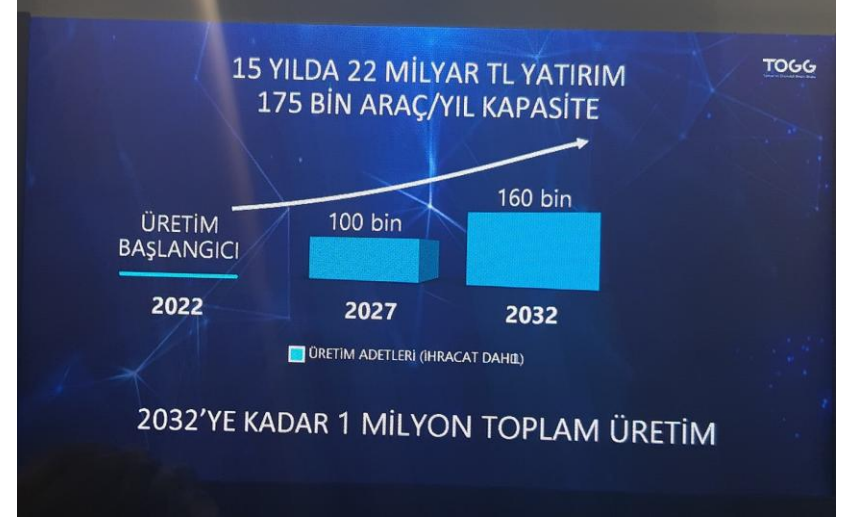 15 YILDA 22 MİLYAR TL YATIRIM
TOGG
175 BİN ARAÇ/YIL KAPASİTE
160 bin
ÜRETİM
BAŞLANGICI
100 bin
2022
2027
2032
ÜRETİM ADETLERİ (İHRACAT DAHİL)
2032'YE KADAR 1 MİLYON TOPLAM ÜRETİM